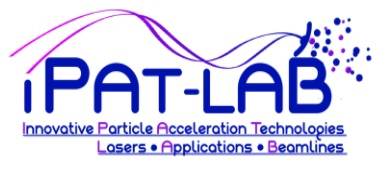 iPAT-LAB
Innovative Particle Acceleration Technologies
Lasers • Applications • Beamlines